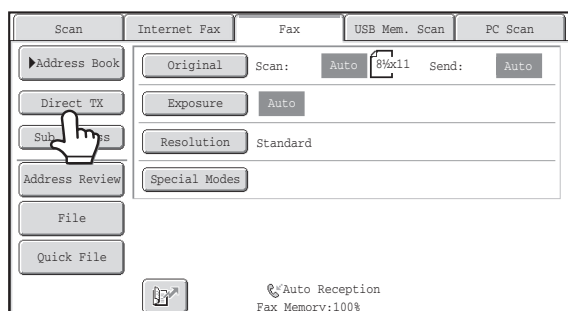 Scan Internet Fax Fax USB Mem. Scan PC Scan
Address Book
Original Scan: Auto 8½x11 Send: Auto
Direct TX
Exposure Auto
Sub
Resolution Standard
Address Review
Special Modes
File
Quick File
Auto Reception
Fax Memory:100%